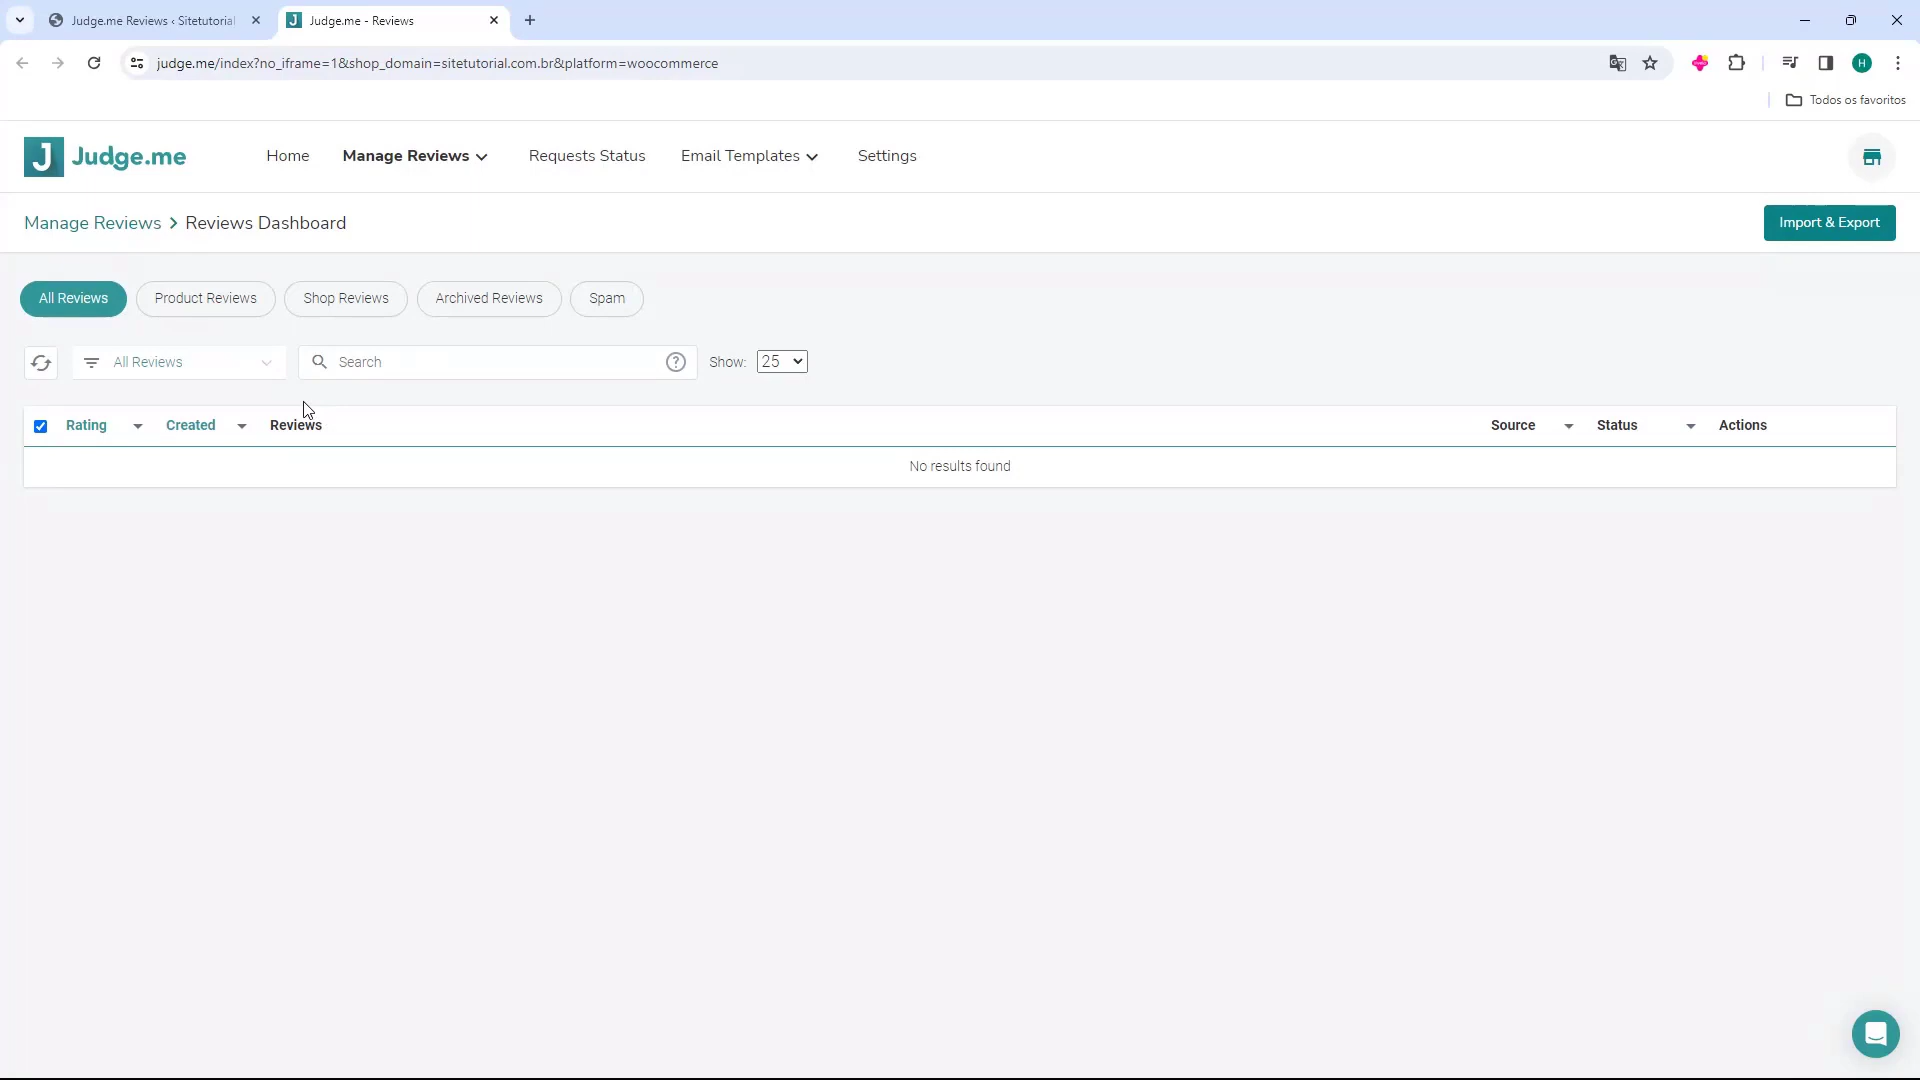 Judge.me Reviews ‹ Sitetutorial
Judge.me - Reviews
judge.me/index?no_iframe=1&shop_domain=sitetutorial.com.br&platform=woocommerce
H
Todos os favoritos
J Judge.me
Home
Manage Reviews
Requests Status
Email Templates
Settings
Manage Reviews > Reviews Dashboard
Import & Export
All Reviews
Product Reviews
Shop Reviews
Archived Reviews
Spam
All Reviews
Search
?
Show:
25
Rating
Created
Reviews
Source
Status
Actions
No results found